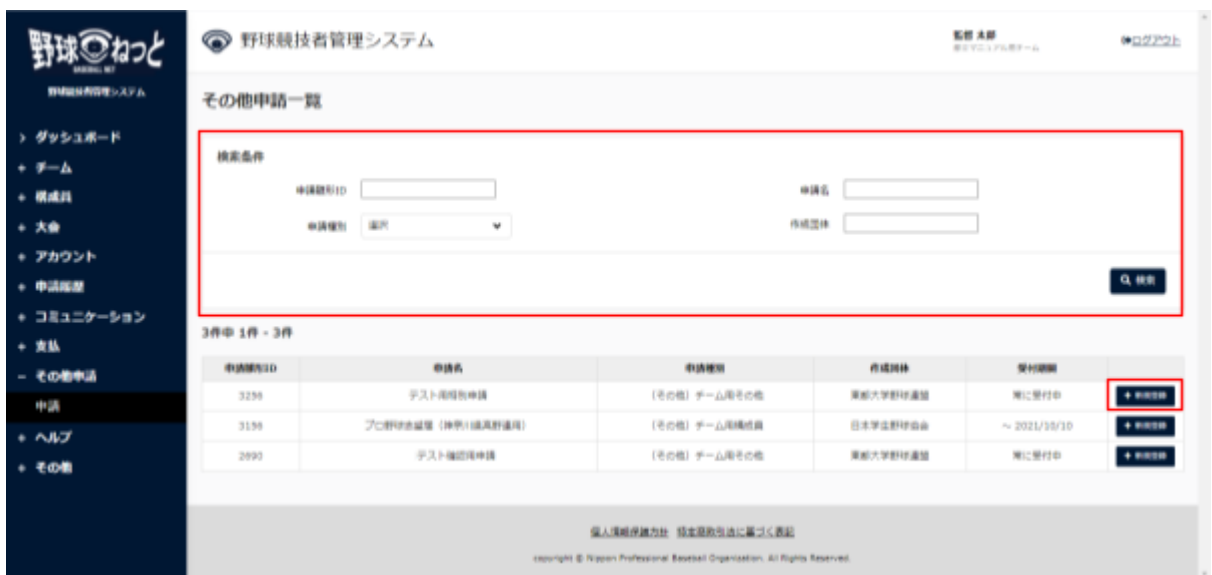 野球ねっと
BASEBALL NET
野球競技者管理システム
> ダッシュボード
+ チーム
+ 構成員
+ 大会
+ アカウント
+ 申請履歴
+ コミュニケーション
+ 支払
- その他申請
申請
+ ヘルプ
+ その他
野球競技者管理システム
監督 太郎
ログアウト
その他申請一覧
検索条件
申請雛形ID
申請名
申請種別 選択
作成団体
検索
3件中 1件 - 3件
申請雛形ID 申請名 申請種別 作成団体 受付期間
3256 テスト用個別申請 (その他) チーム用その他 東都大学野球連盟 常に受付中 + 新規登録
3156 プロ野球志望届 (神奈川県高野連用) (その他) チーム用構成員 日本学生野球協会 ~ 2021/10/10 + 新規登録
2690 テスト確認用申請 (その他) チーム用その他 東都大学野球連盟 常に受付中 + 新規登録
個人情報保護方針 特定商取引法に基づく表記
copyright © Nippon Professional Baseball Organization. All Rights Reserved.